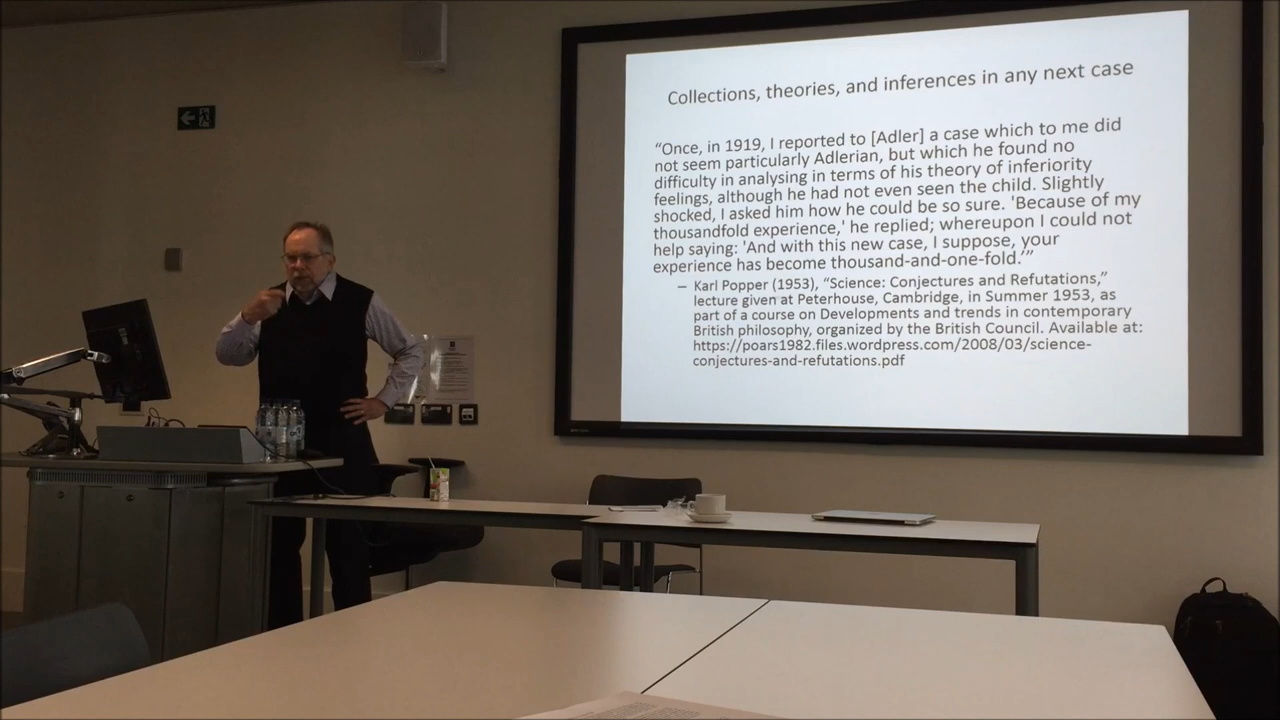 Collections, theories, and inferences in any next case
“Once, in 1919, I reported to [Adler] a case which to me did
not seem particularly Adlerian, but which he found no
difficulty in analysing in terms of his theory of inferiority
feelings, although he had not even seen the child. Slightly
shocked, I asked him how he could be so sure. 'Because of my
thousandfold experience,' he replied; whereupon I could not
help saying: 'And with this new case, I suppose, your
experience has become thousand-and-one-fold.’”
– Karl Popper (1953), “Science: Conjectures and Refutations,”
lecture given at Peterhouse, Cambridge, in Summer 1953, as
part of a course on Developments and trends in contemporary
British philosophy, organized by the British Council. Available at:
https://poars1982.files.wordpress.com/2008/03/science-
conjectures-and-refutations.pdf